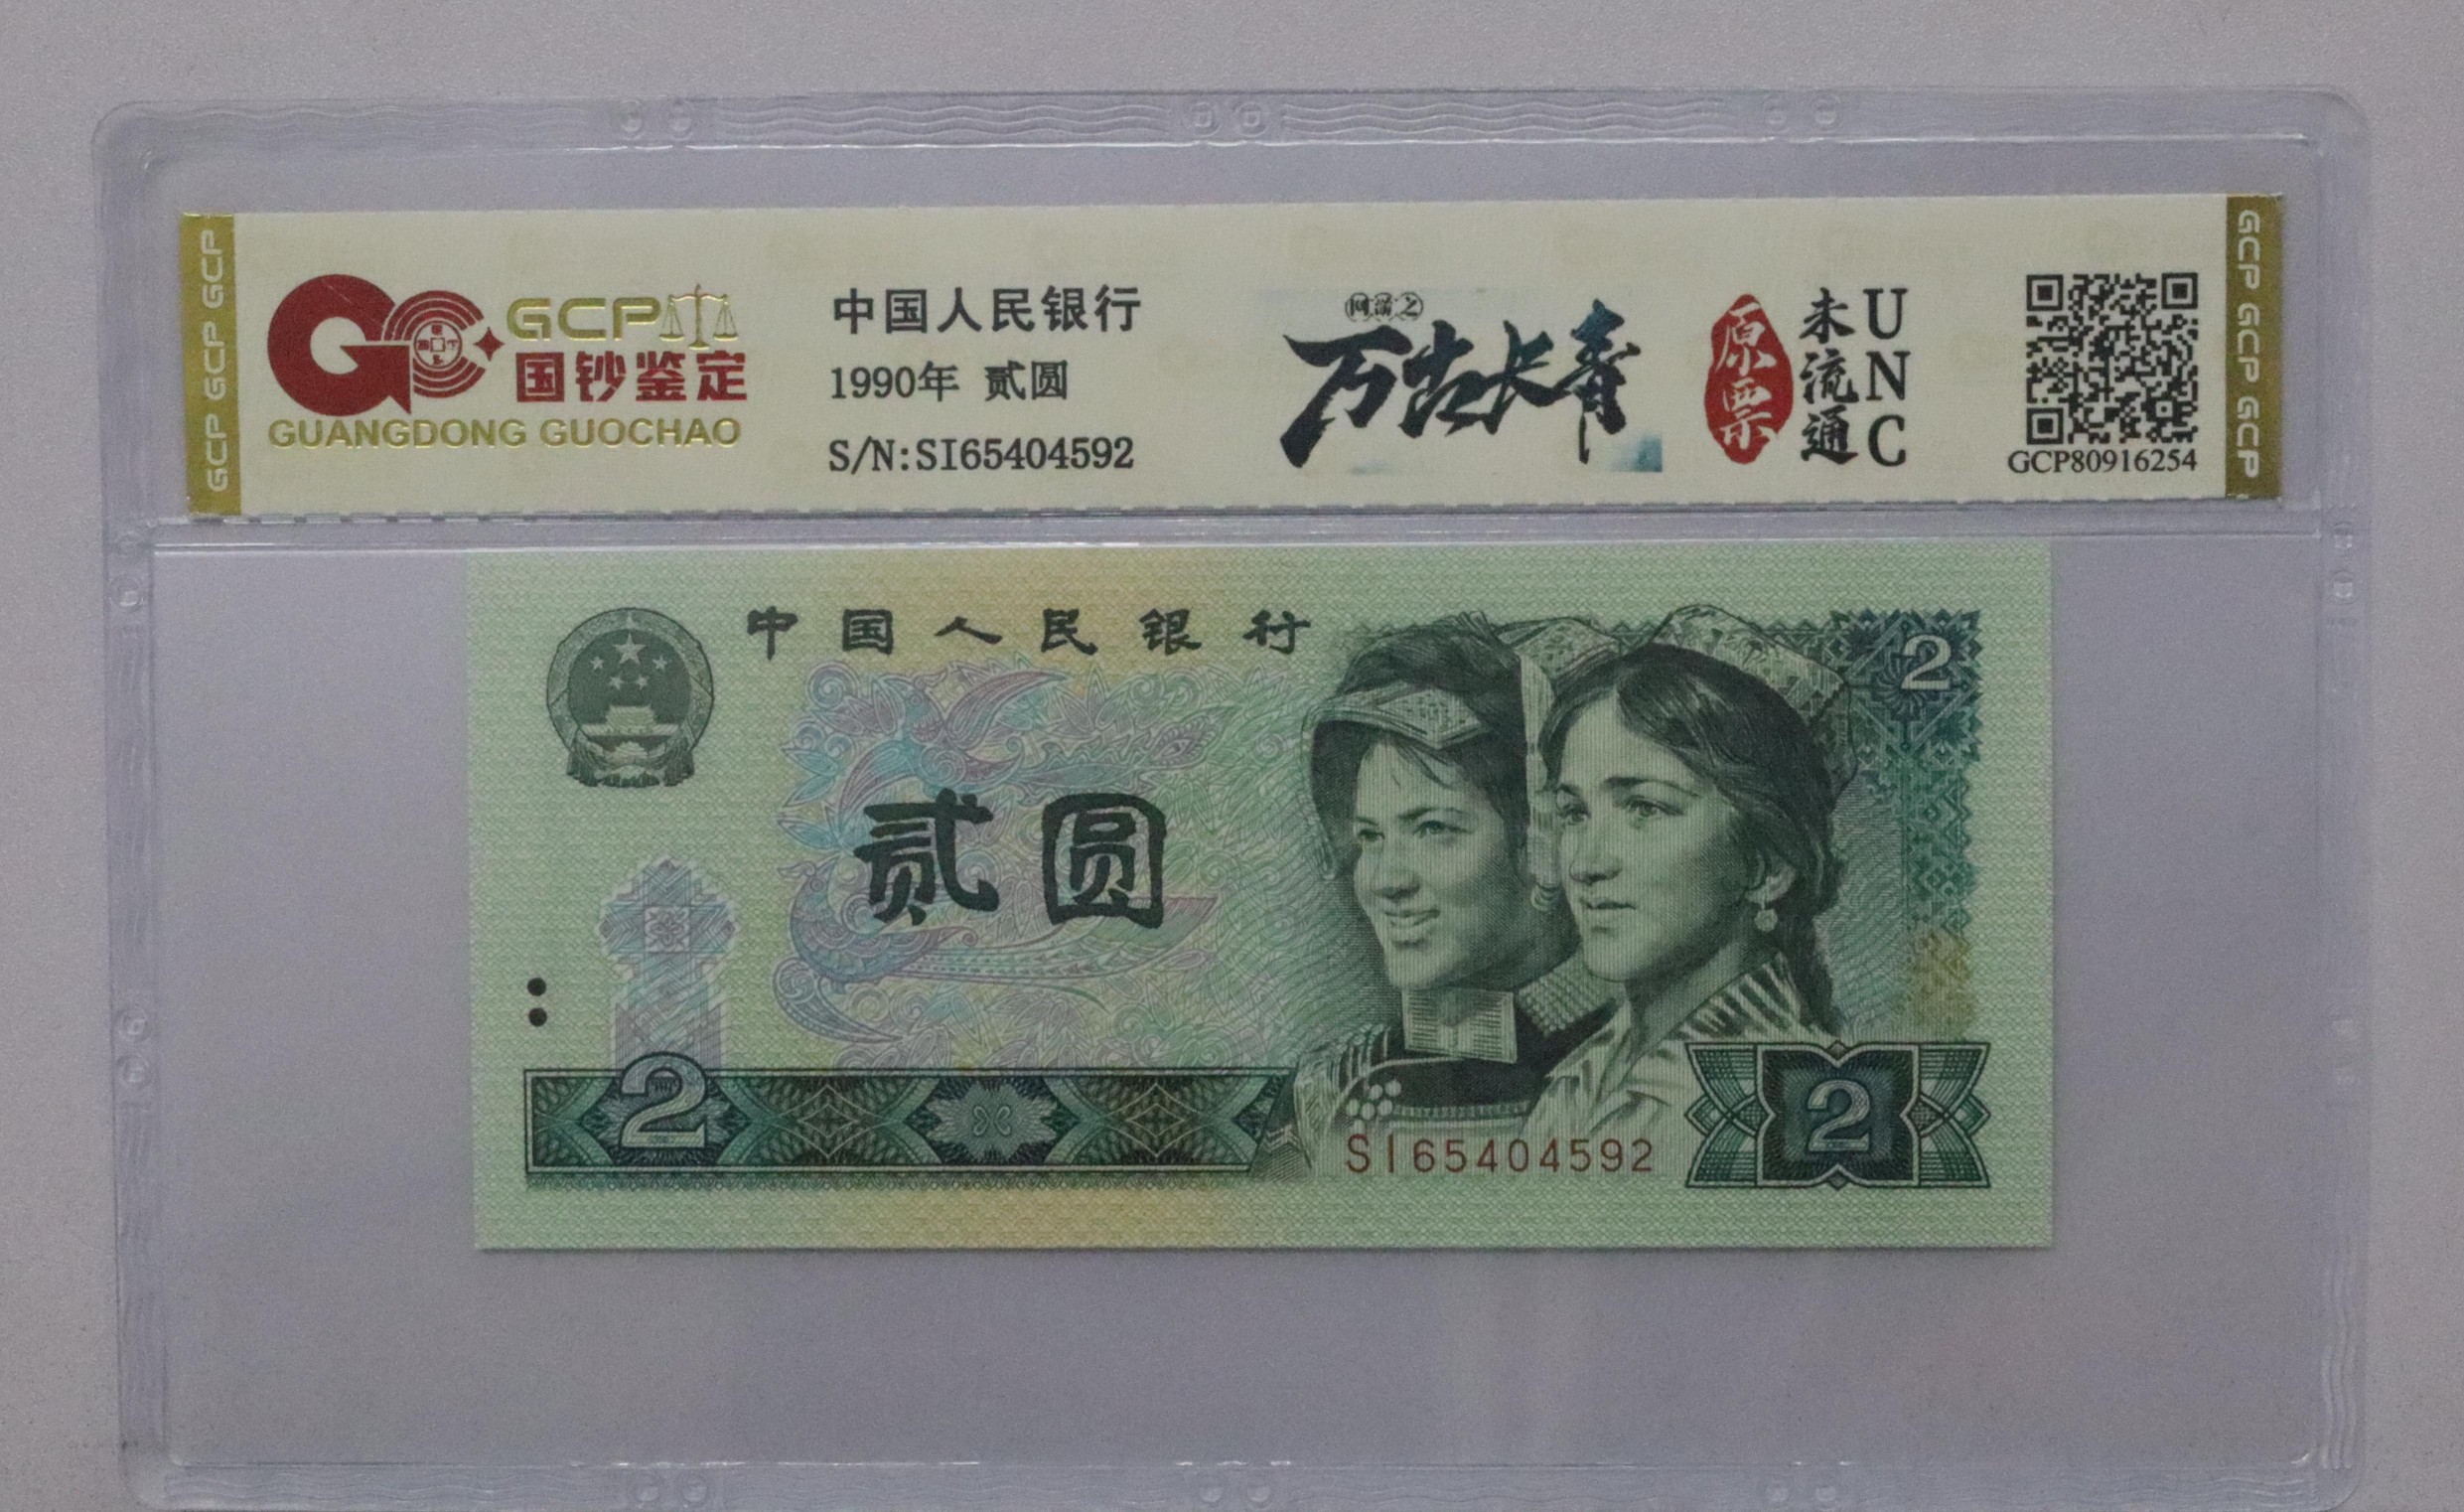 GCP GCP GCP
GCP
国钞鉴定
GUANGDONG GUOCHAO
中国人民银行
1990年 贰圆
S/N:SI65404592
万古长青
原票
未流通
UNC
GCP80916254
GCP GCP GCP
中国人民银行
2
贰圆
2
SI65404592
2